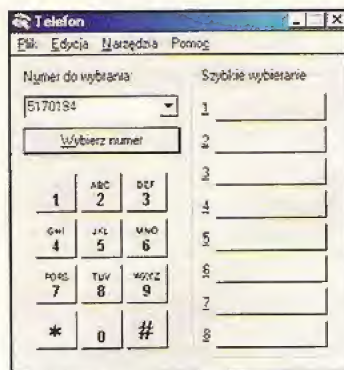 Telefon
Plik Edycja Narzędzia Pomoc
Numer do wybrania: Szybkie wybieranie
5170184
Wybierz numer
1
2
3
4
5
6
7
8
1 ABC 2 DEF 3
GHI 4 JKL 5 MNO 6
PQRS 7 TUV 8 WXYZ 9
* 0 #